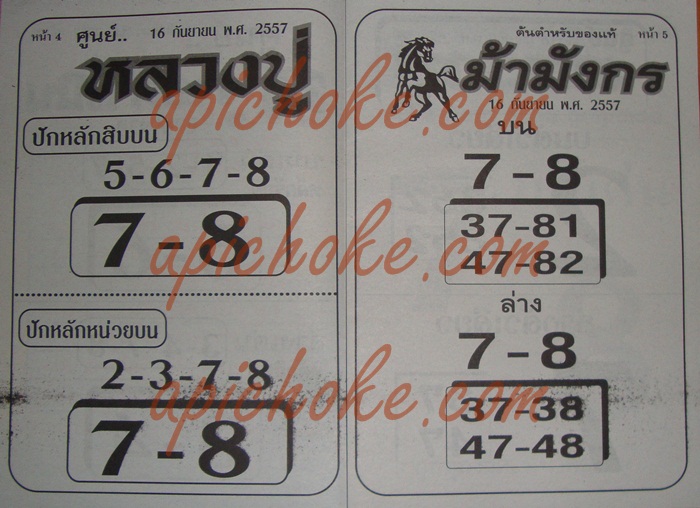 หน้า 4 ศูนย์.. 16 กันยายน พ.ศ. 2557
หลวงปู่
ปักหลักสิบบน
5-6-7-8
7-8
ปักหลักหน่วยบน
2-3-7-8
7-8
ต้นตำหรับของแท้ หน้า 5
ม้ามังกร
16 กันยายน พ.ศ. 2557
บน
7-8
37-81
47-82
ล่าง
7-8
37-38
47-48
apichoke.com
apichoke.com
apichoke.com